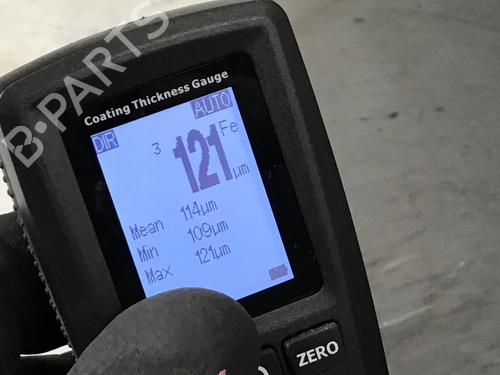 B-PARTS
Coating Thickness Gauge
DIR AUTO
3 121 Fe
µm
Mean 114µm
Min 109µm
Max 121µm
ZERO